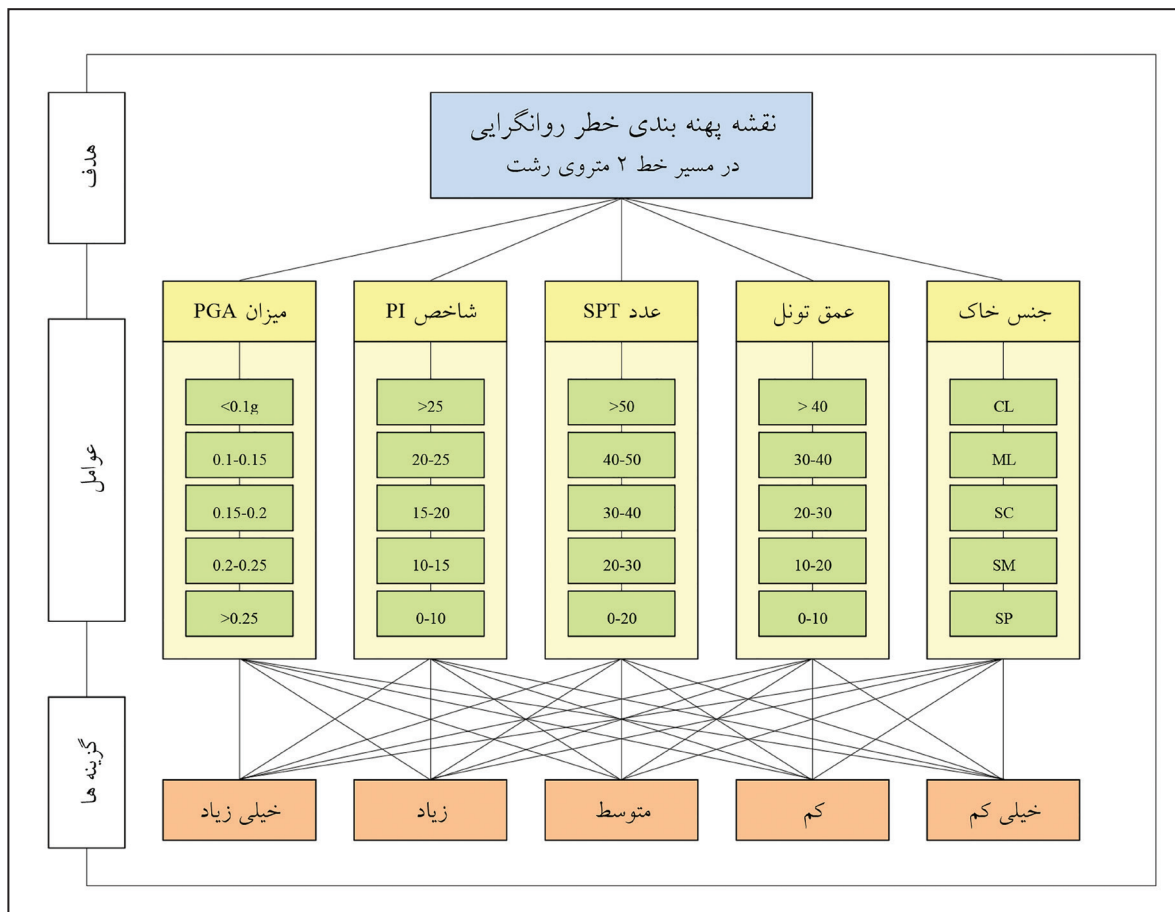 هدف
نقشه پهنه بندی خطر روانگرایی
در مسیر خط ۲ متروی رشت
عوامل
جنس خاک
CL
ML
SC
SM
SP
عمق تونل
> 40
30-40
20-30
10-20
0-10
عدد SPT
>50
40-50
30-40
20-30
0-20
شاخص PI
>25
20-25
15-20
10-15
0-10
میزان PGA
<0.1g
0.1-0.15
0.15-0.2
0.2-0.25
>0.25
گزینه ها
خیلی کم
کم
متوسط
زیاد
خیلی زیاد